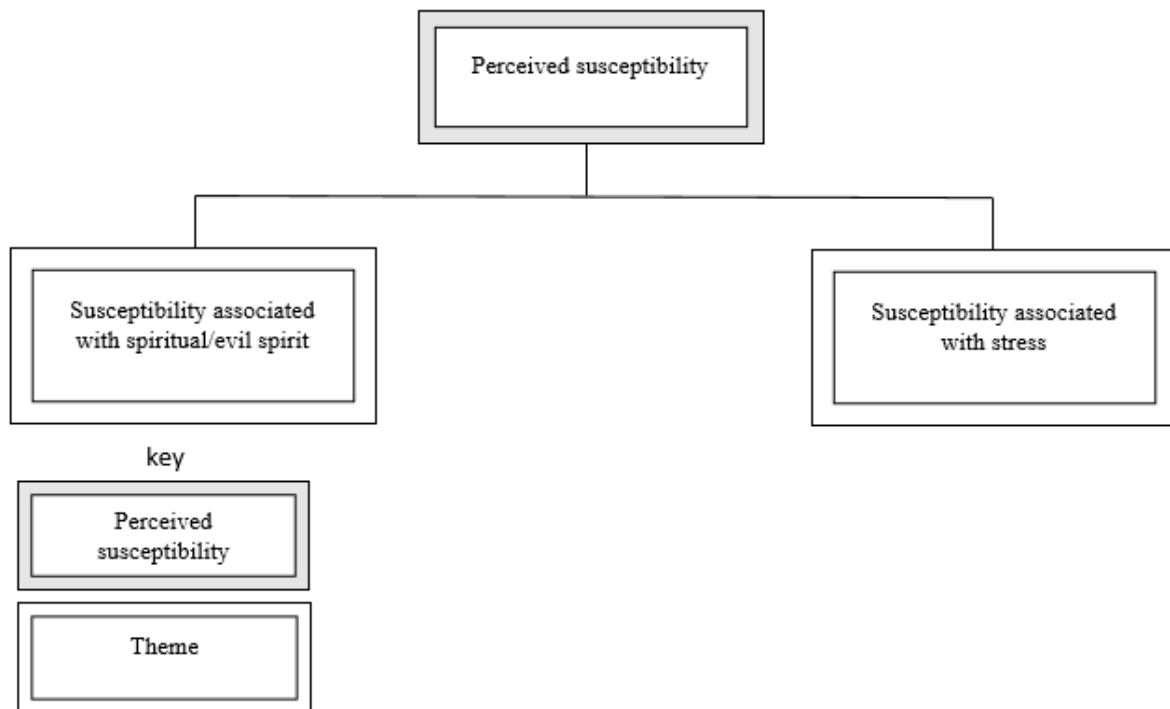 Perceived susceptibility
Susceptibility associated
with spiritual/evil spirit
Susceptibility associated
with stress
key
Perceived
susceptibility
Theme